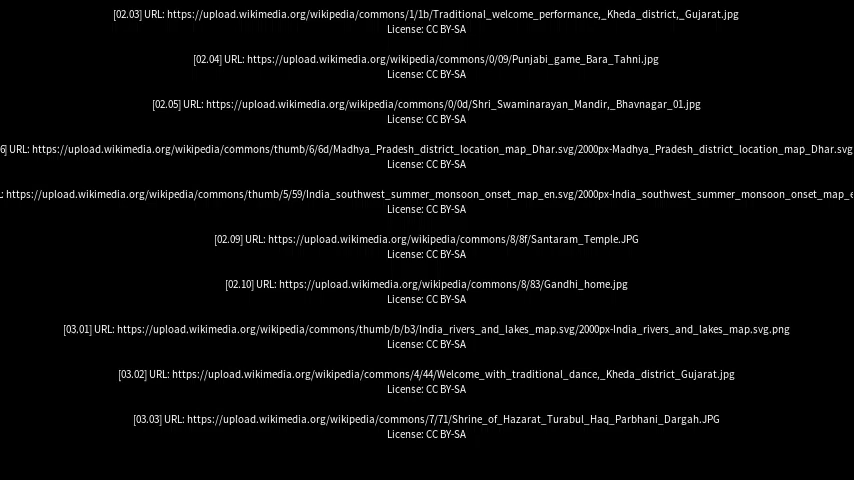 [02.03] URL: https://upload.wikimedia.org/wikipedia/commons/1/1b/Traditional_welcome_performance,_Kheda_district,_Gujarat.jpg
License: CC BY-SA
[02.04] URL: https://upload.wikimedia.org/wikipedia/commons/0/09/Punjabi_game_Bara_Tahni.jpg
License: CC BY-SA
[02.05] URL: https://upload.wikimedia.org/wikipedia/commons/0/0d/Shri_Swaminarayan_Mandir,_Bhavnagar_01.jpg
License: CC BY-SA
6] URL: https://upload.wikimedia.org/wikipedia/commons/thumb/6/6d/Madhya_Pradesh_district_location_map_Dhar.svg/2000px-Madhya_Pradesh_district_location_map_Dhar.svg
License: CC BY-SA
: https://upload.wikimedia.org/wikipedia/commons/thumb/5/59/India_southwest_summer_monsoon_onset_map_en.svg/2000px-India_southwest_summer_monsoon_onset_map_e
License: CC BY-SA
[02.09] URL: https://upload.wikimedia.org/wikipedia/commons/8/8f/Santaram_Temple.JPG
License: CC BY-SA
[02.10] URL: https://upload.wikimedia.org/wikipedia/commons/8/83/Gandhi_home.jpg
License: CC BY-SA
[03.01] URL: https://upload.wikimedia.org/wikipedia/commons/thumb/b/b3/India_rivers_and_lakes_map.svg/2000px-India_rivers_and_lakes_map.svg.png
License: CC BY-SA
[03.02] URL: https://upload.wikimedia.org/wikipedia/commons/4/44/Welcome_with_traditional_dance,_Kheda_district_Gujarat.jpg
License: CC BY-SA
[03.03] URL: https://upload.wikimedia.org/wikipedia/commons/7/71/Shrine_of_Hazarat_Turabul_Haq_Parbhani_Dargah.JPG
License: CC BY-SA